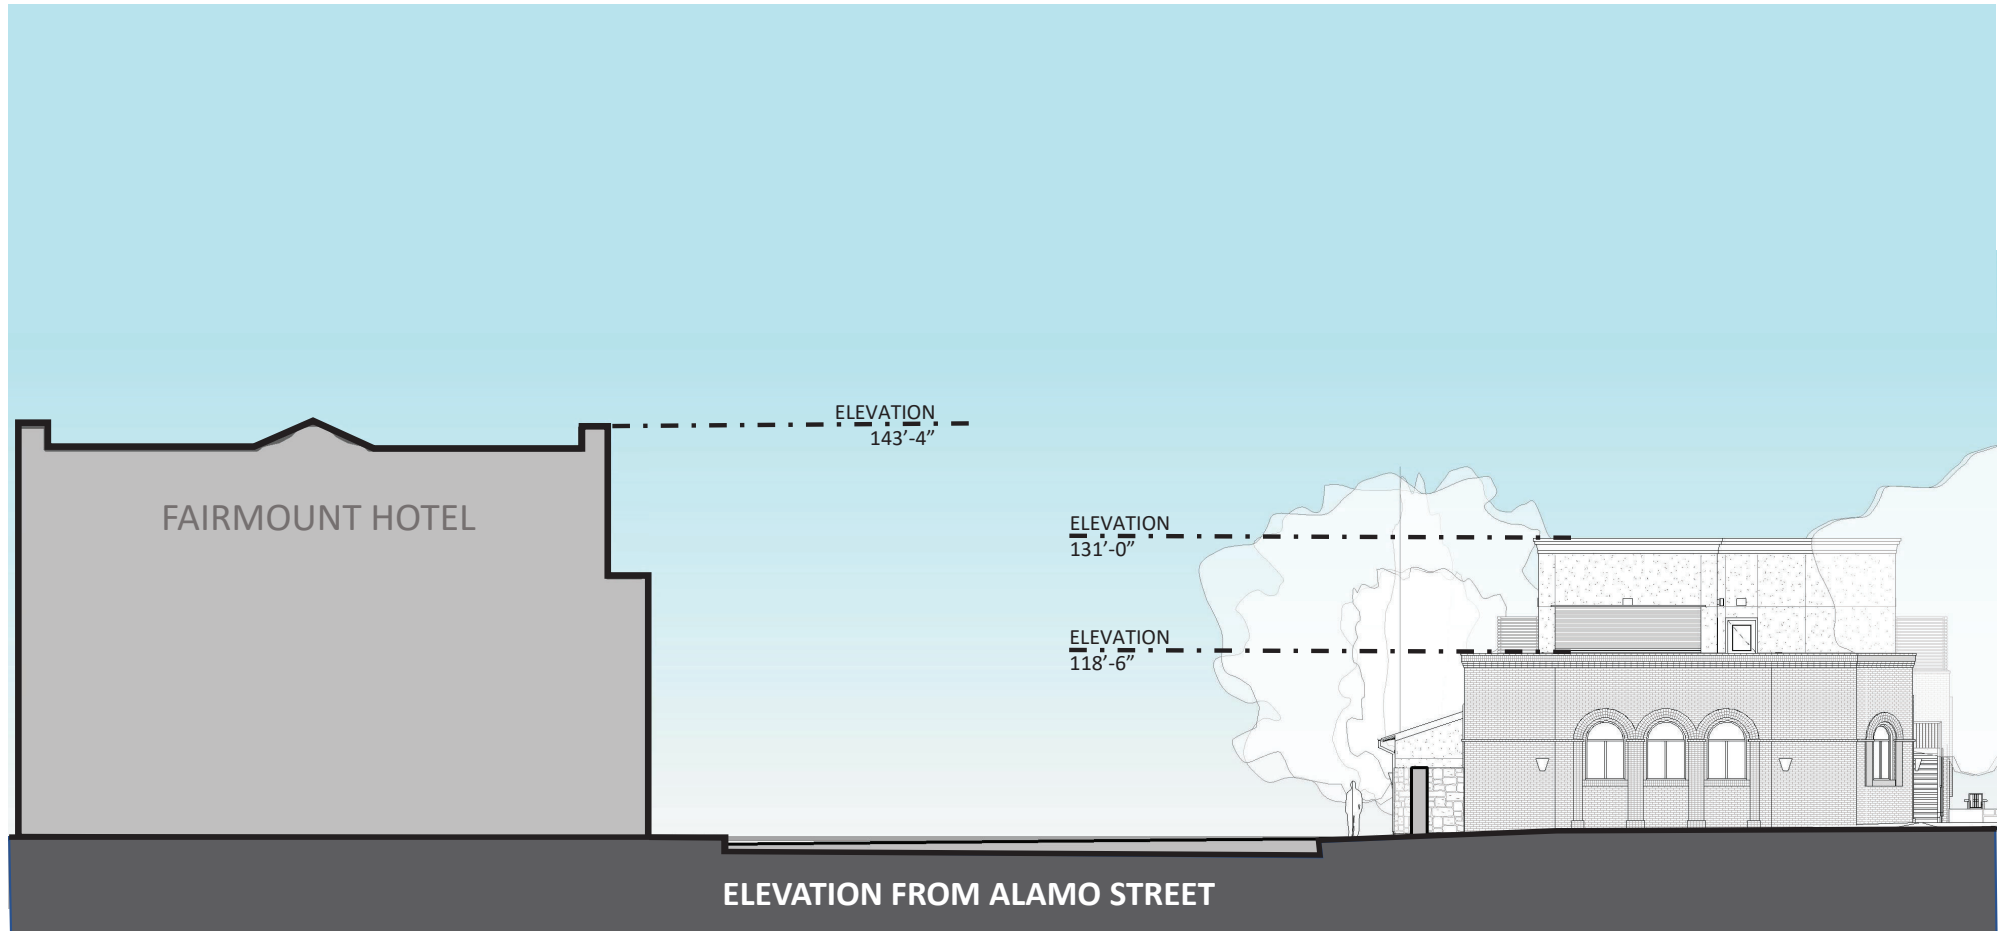 ELEVATION
143’-4”
FAIRMOUNT HOTEL
ELEVATION
131’-0”
ELEVATION
118’-6”
ELEVATION FROM ALAMO STREET